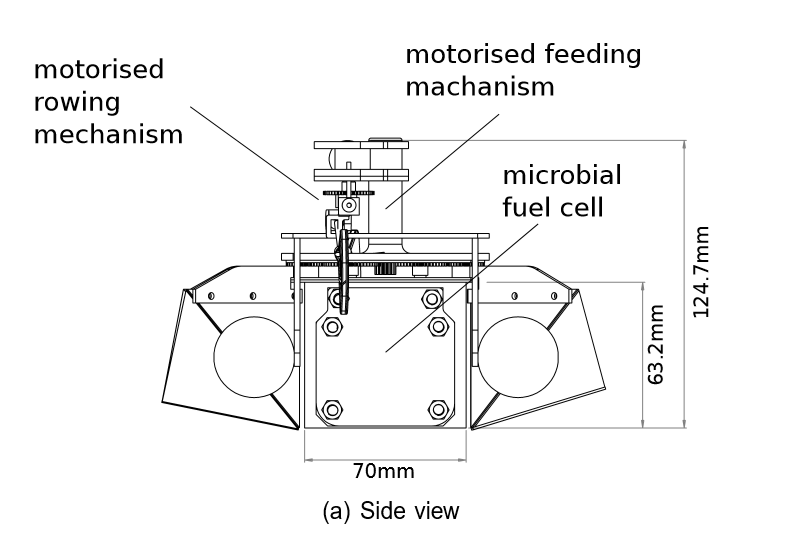 motorised
rowing
mechanism
motorised feeding
machanism
microbial
fuel cell
124.7mm
63.2mm
70mm
(a) Side view